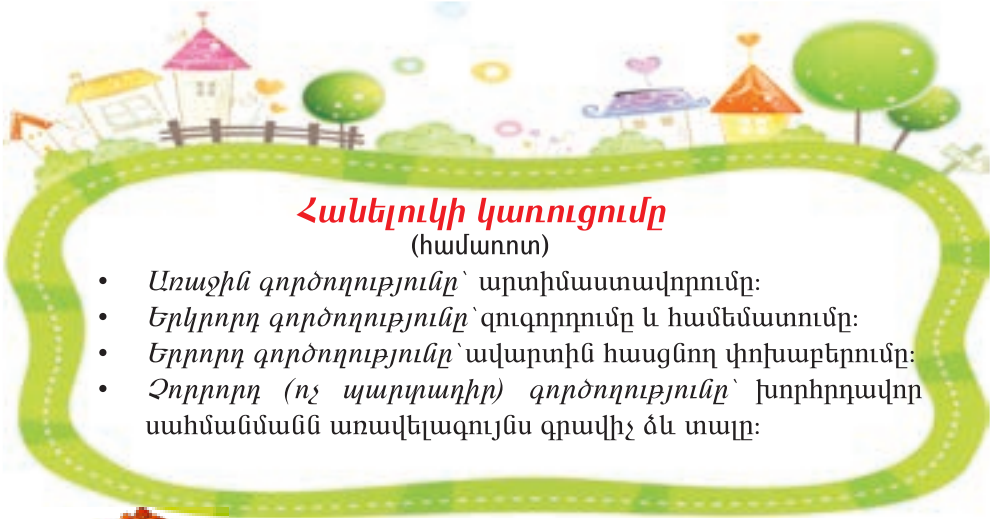 Հանելուկի կառուցումը
(համառոտ)
• Առաջին գործողությունը՝ արտիմաստավորումը։
• Երկրորդ գործողությունը՝ զուգորդումը և համեմատումը։
• Երրորդ գործողությունը՝ ավարտին հասցնող փոխաբերումը։
• Չորրորդ (ոչ պարտադիր) գործողությունը՝ խորհրդավոր
սահմանմանն առավելագույնս գրավիչ ձև տալը։